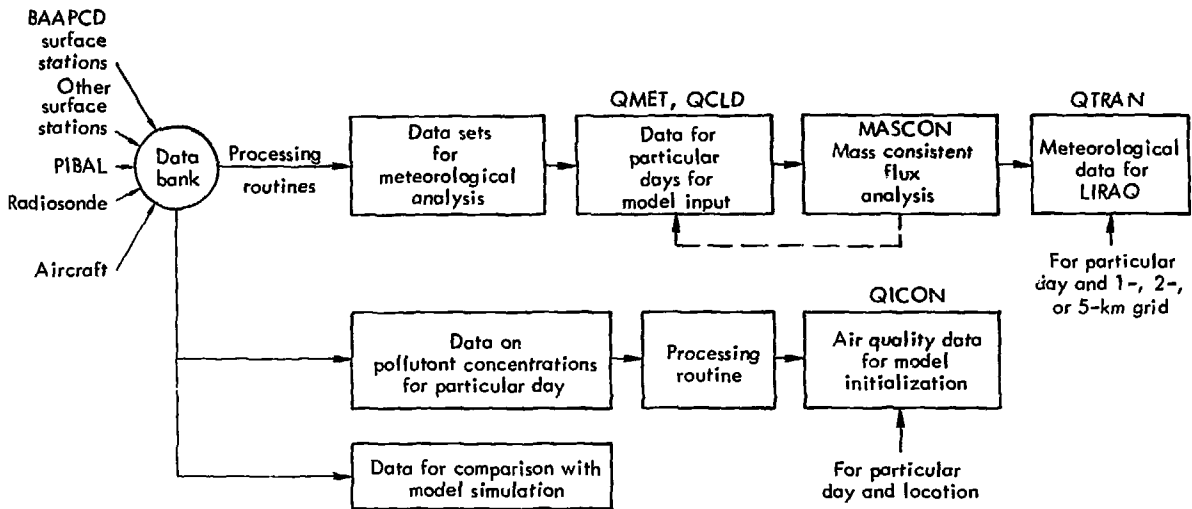 BAAPCD
surface
stations
Other
surface
stations
PIBAL
Radiosonde
Aircraft
Data
bank
Processing
routines
Data sets
for
meteorological
analysis
QMET, QCLD
Data for
particular
days for
model input
MASCON
Mass consistent
flux
analysis
QTRAN
Meteorological
data for
LIRAQ
For particular
day and 1-, 2-,
or 5-km grid
Data on
pollutont concentrations
for particular day
Processing
routine
QICON
Air quality data
for model
initialization
For particular
day and location
Data for comparison with
model simulation